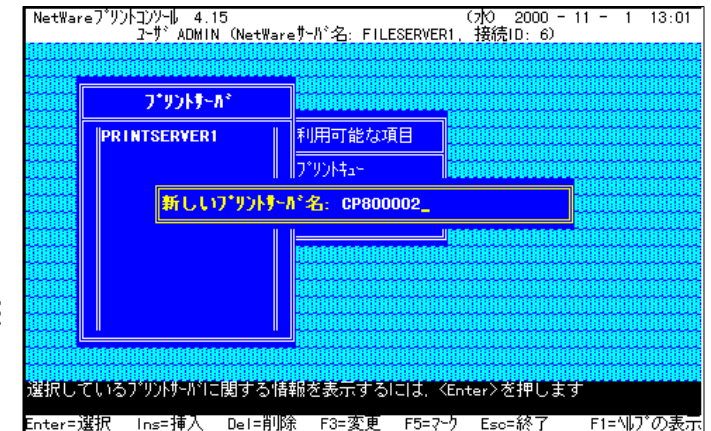 NetWareﾌﾟﾘﾝﾄｺﾝｿｰﾙ 4.15 (水) 2000 - 11 - 1 13:01
ﾕｰｻﾞ ADMIN (NetWareｻｰﾊﾞ名: FILESERVER1, 接続ID: 6)
ﾌﾟﾘﾝﾄｻｰﾊﾞ
PRINTSERVER1
利用可能な項目
ﾌﾟﾘﾝﾄｷｭｰ
新しいﾌﾟﾘﾝﾄｻｰﾊﾞ名: CP800002_
選択しているﾌﾟﾘﾝﾄｻｰﾊﾞに関する情報を表示するには, <Enter>を押します
Enter=選択 Ins=挿入 Del=削除 F3=変更 F5=ﾏｰｸ Esc=終了 F1=ﾍﾙﾌﾟの表示